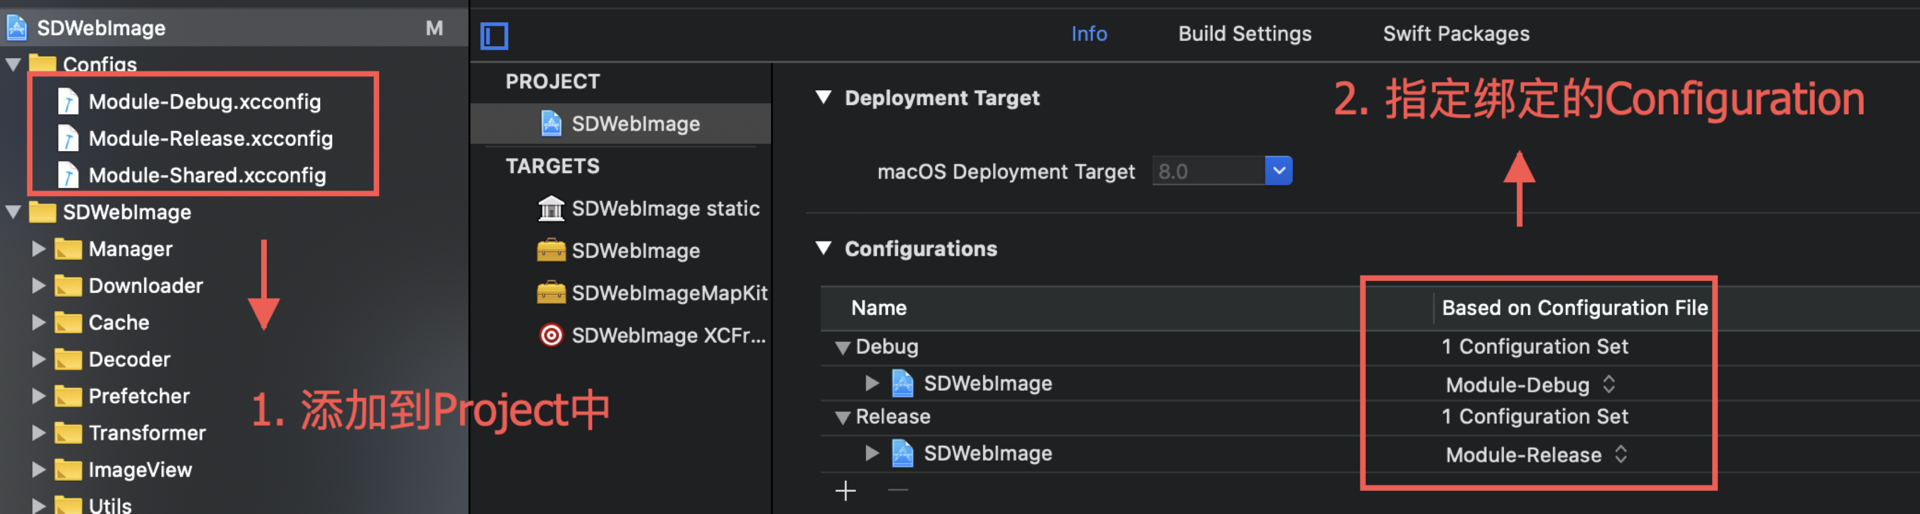 SDWebImage
M
Configs
Module-Debug.xcconfig
Module-Release.xcconfig
Module-Shared.xcconfig
SDWebImage
Manager
Downloader
Cache
Decoder
Prefetcher
Transformer
ImageView
Utils
1. 添加到Project中
PROJECT
SDWebImage
TARGETS
SDWebImage static
SDWebImage
SDWebImageMapKit
SDWebImage XCFr...
Info
Build Settings
Swift Packages
Deployment Target
2. 指定绑定的Configuration
macOS Deployment Target
8.0
Configurations
Name
Based on Configuration File
Debug
1 Configuration Set
SDWebImage
Module-Debug
Release
1 Configuration Set
SDWebImage
Module-Release